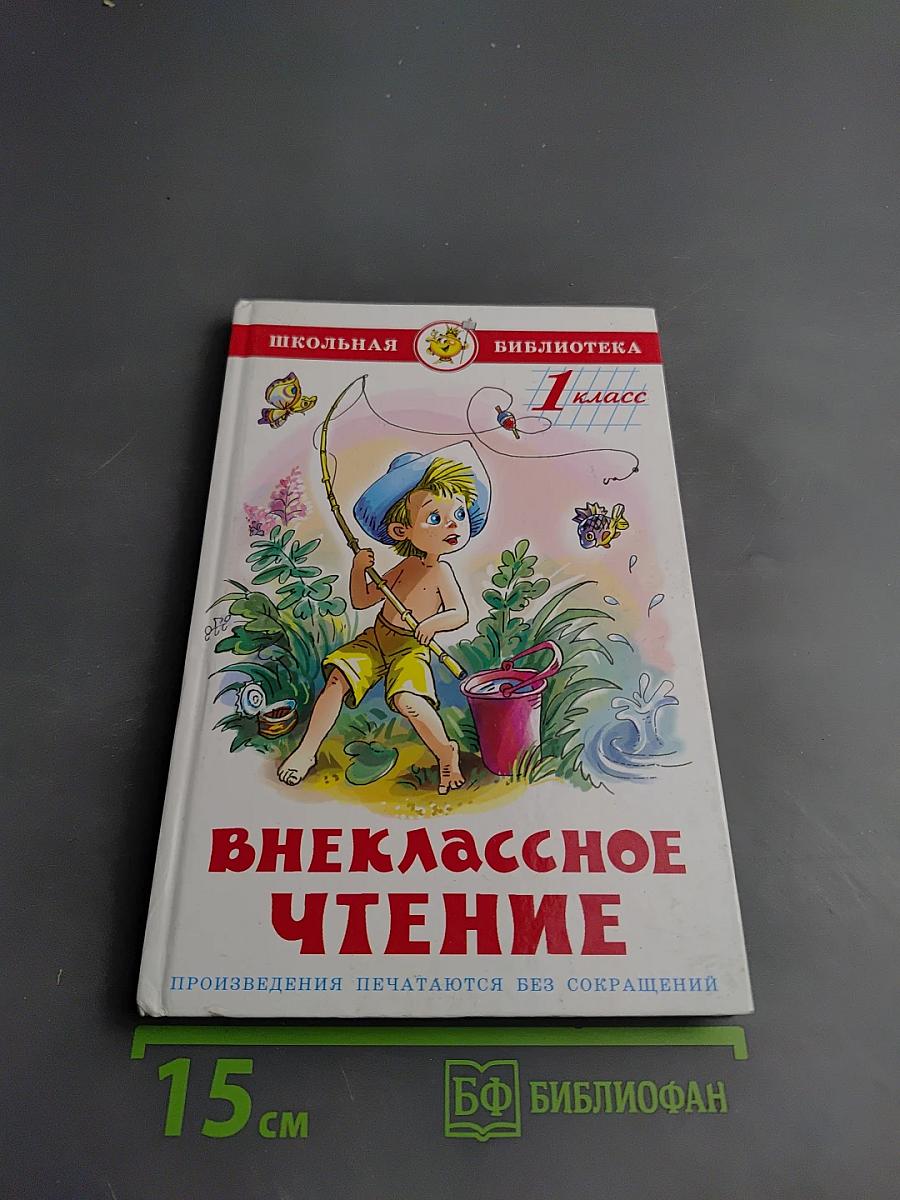 ШКОЛЬНАЯ БИБЛИОТЕКА
1 класс
ВНЕКЛАССНОЕ
ЧТЕНИЕ
ПРОИЗВЕДЕНИЯ ПЕЧАТАЮТСЯ БЕЗ СОКРАЩЕНИЙ
15 см БФ БИБЛИОФАН